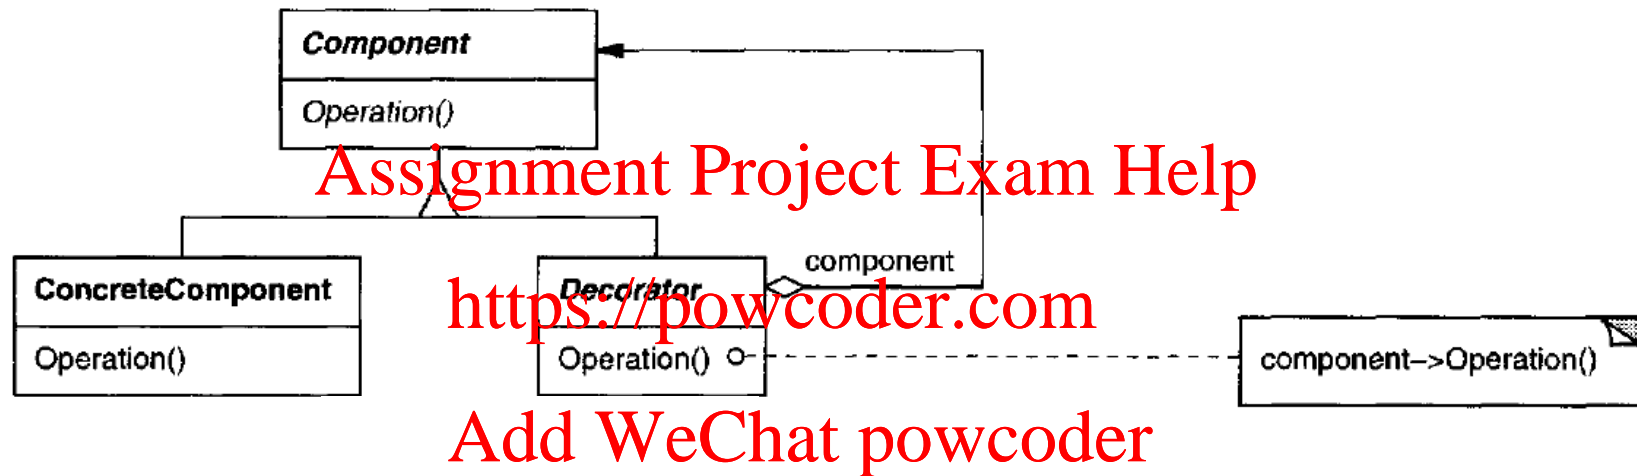 Component
Operation()
Assignment Project Exam Help
component
ConcreteComponent
Decorator
https://powcoder.com
Operation()
Operation()
component->Operation()
Add WeChat powcoder